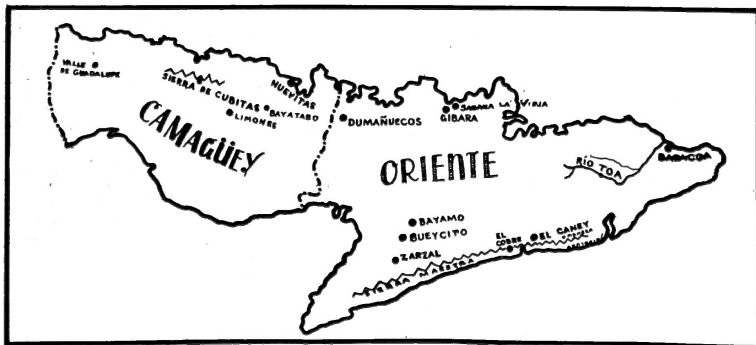 VALLE
DE GUADALUPE
SIERRA DE CUBITAS
NUEVITAS
BAYATABO
LIMONES
CAMAGÜEY
DUMAÑUECOS
SABANA LA VIEJA
GIBARA
ORIENTE
RÍO TOA
BARACOA
BAYAMO
BUEYCITO
ZARZAL
EL
COBRE
EL CANEY
SIERRA MAESTRA